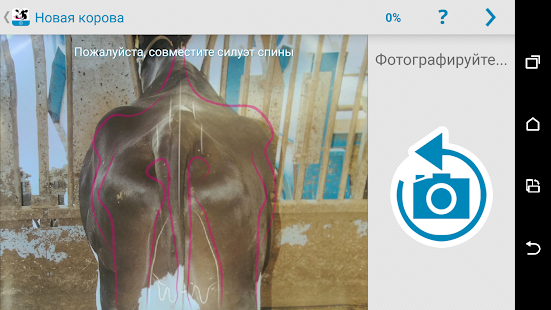 Новая корова
0%
?
Пожалуйста, совместите силуэт спины
Фотографируйте...